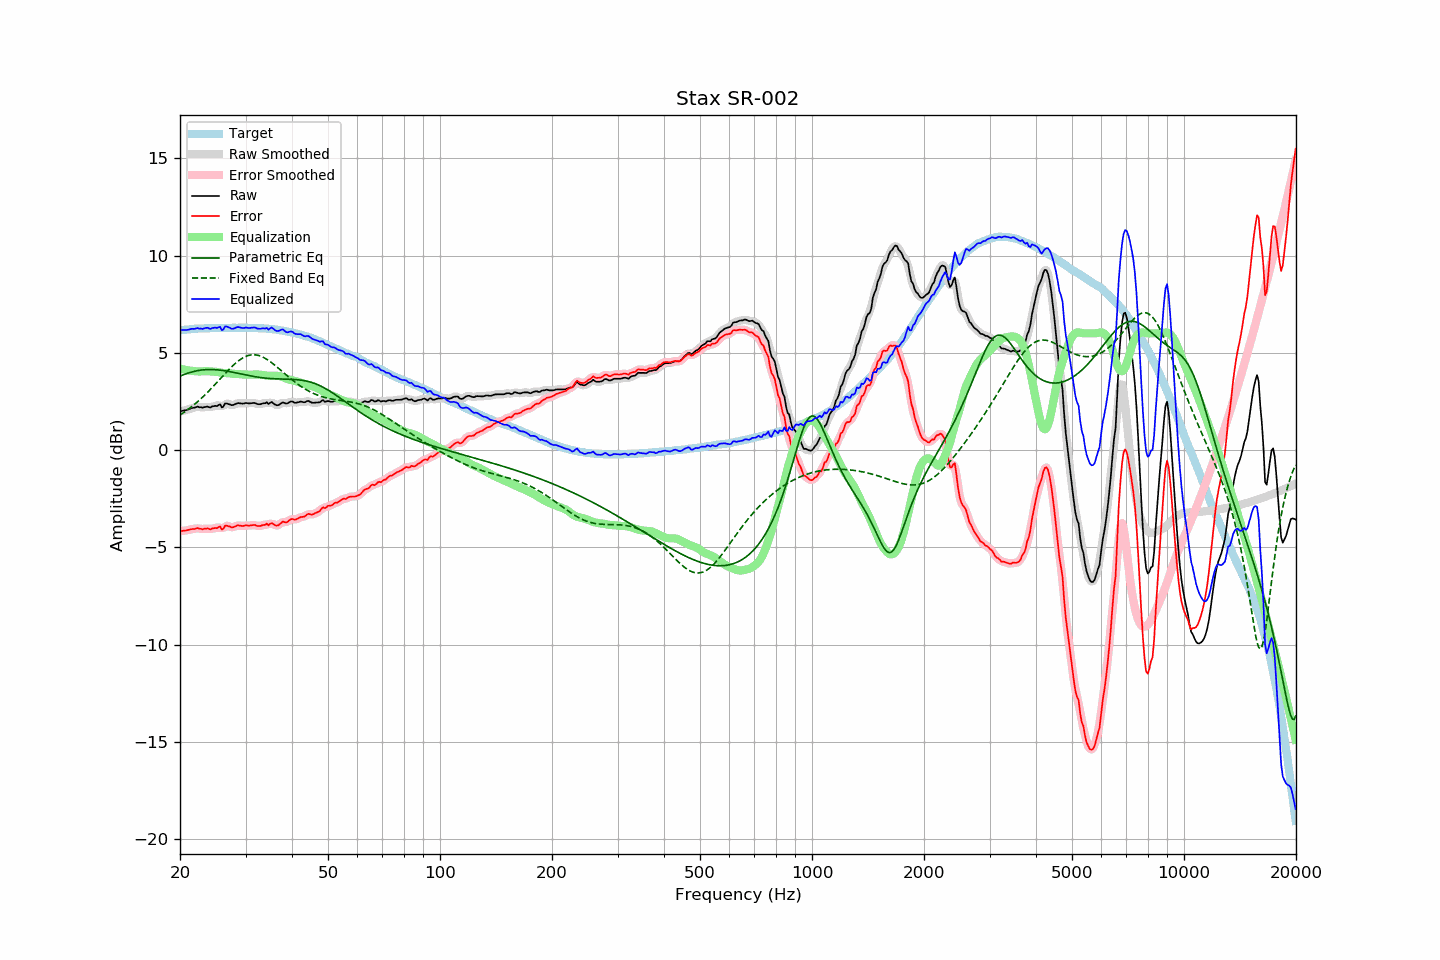 Stax SR-002
Target
Raw Smoothed
Error Smoothed
Raw
Error
Equalization
Parametric Eq
Fixed Band Eq
Equalized
15
10
5
0
−5
−10
−15
−20
Amplitude (dBr)
20 50 100 200 500 1000 2000 5000 10000 20000
Frequency (Hz)